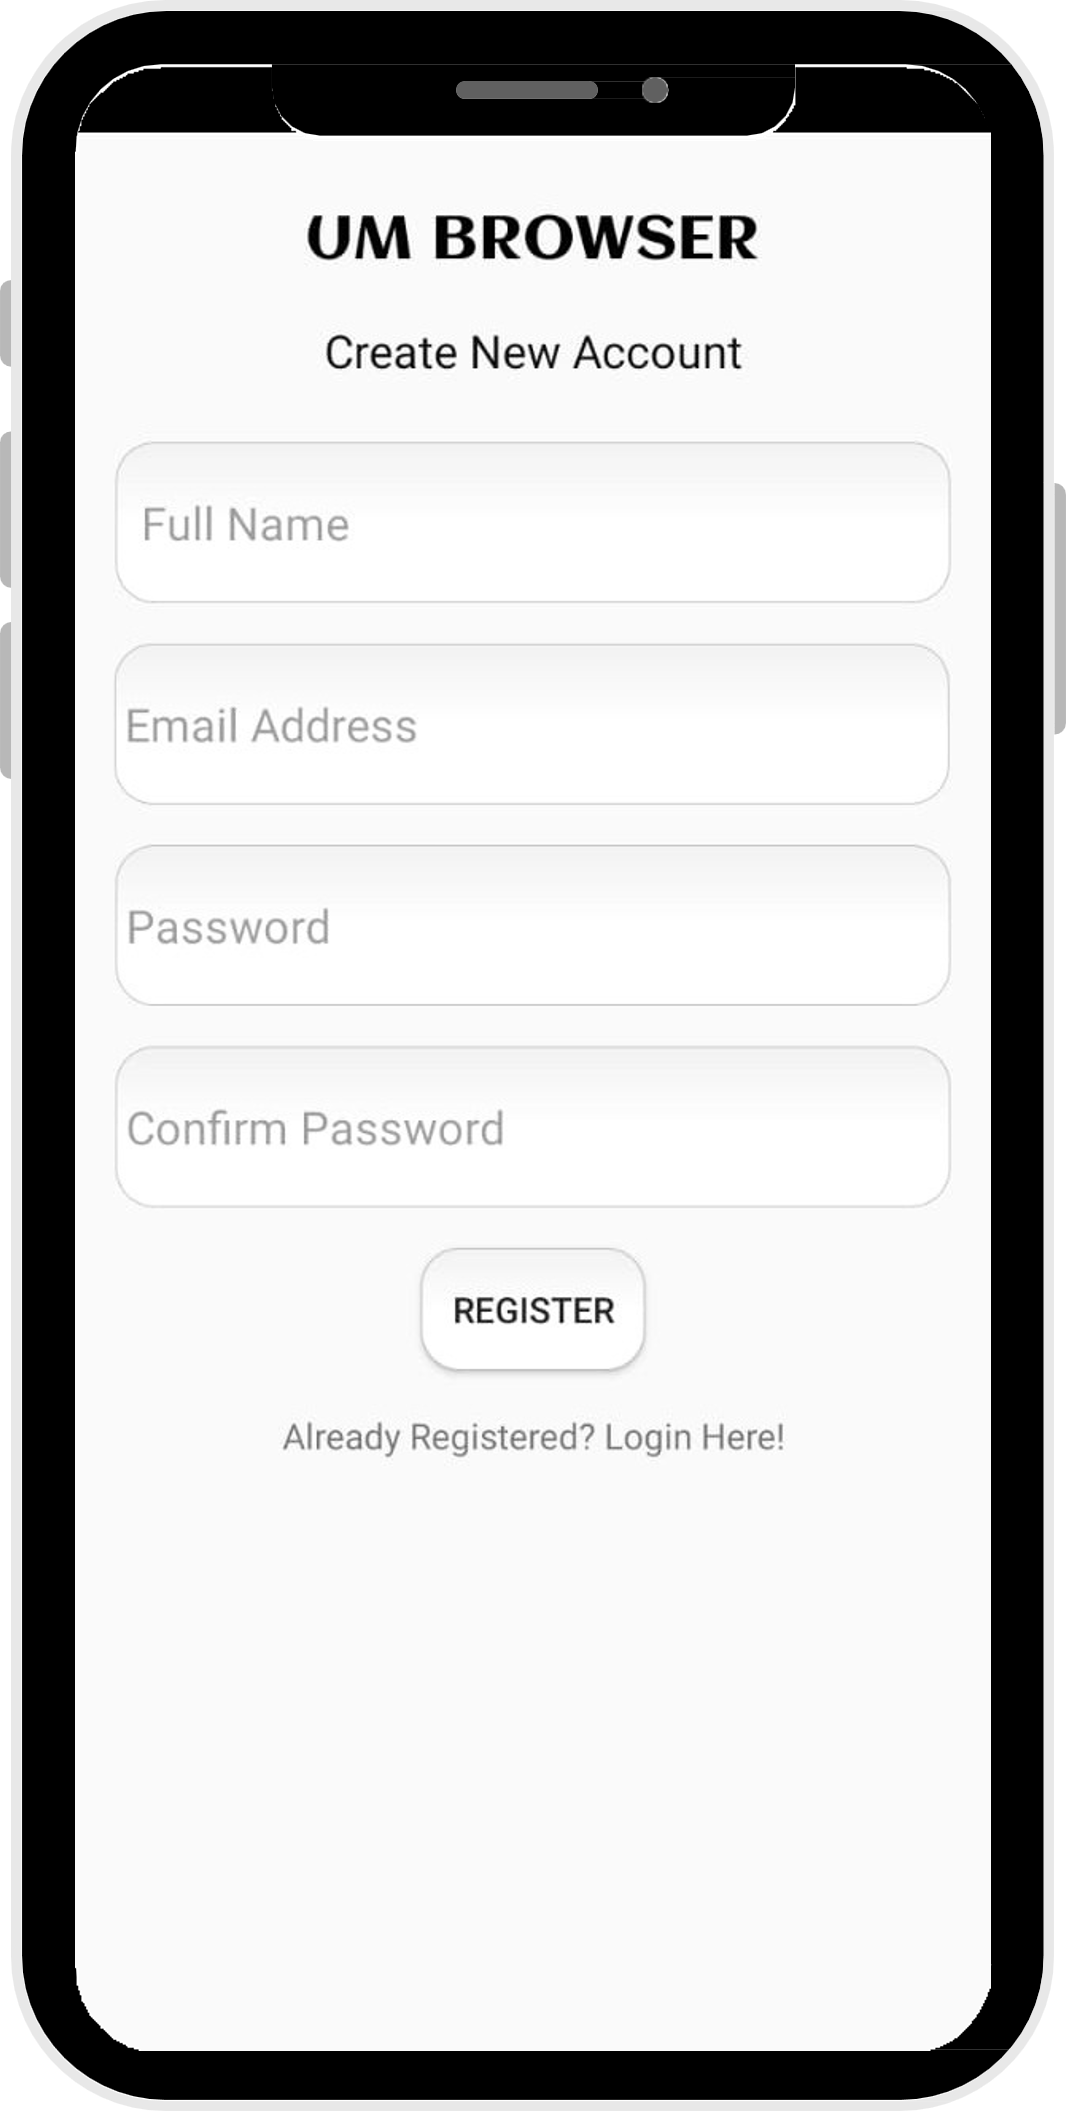 UM BROWSER
Create New Account
Full Name
Email Address
Password
Confirm Password
REGISTER
Already Registered? Login Here!